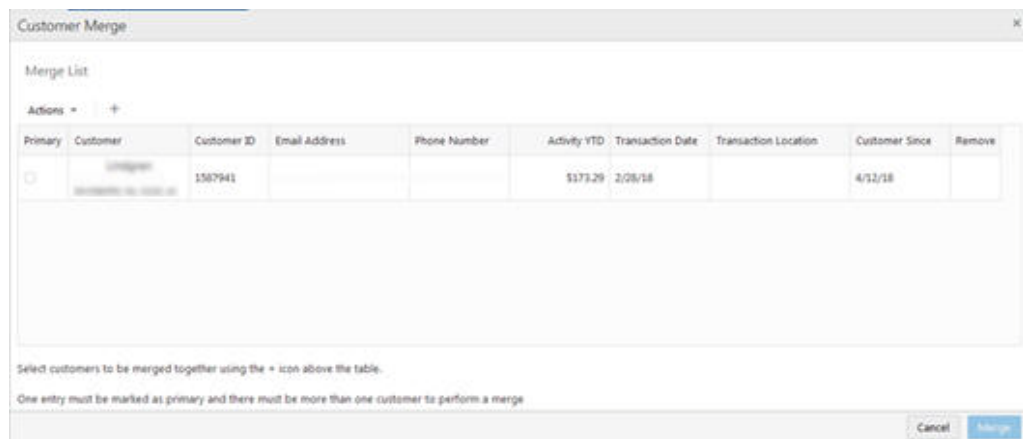 Customer Merge
×
Merge List
Actions +
Primary Customer Customer ID Email Address Phone Number Activity YTD Transaction Date Transaction Location Customer Since Remove
1587941 $173.29 2/28/18 4/12/18
Select customers to be merged together using the + icon above the table.
One entry must be marked as primary and there must be more than one customer to perform a merge
Cancel Merge